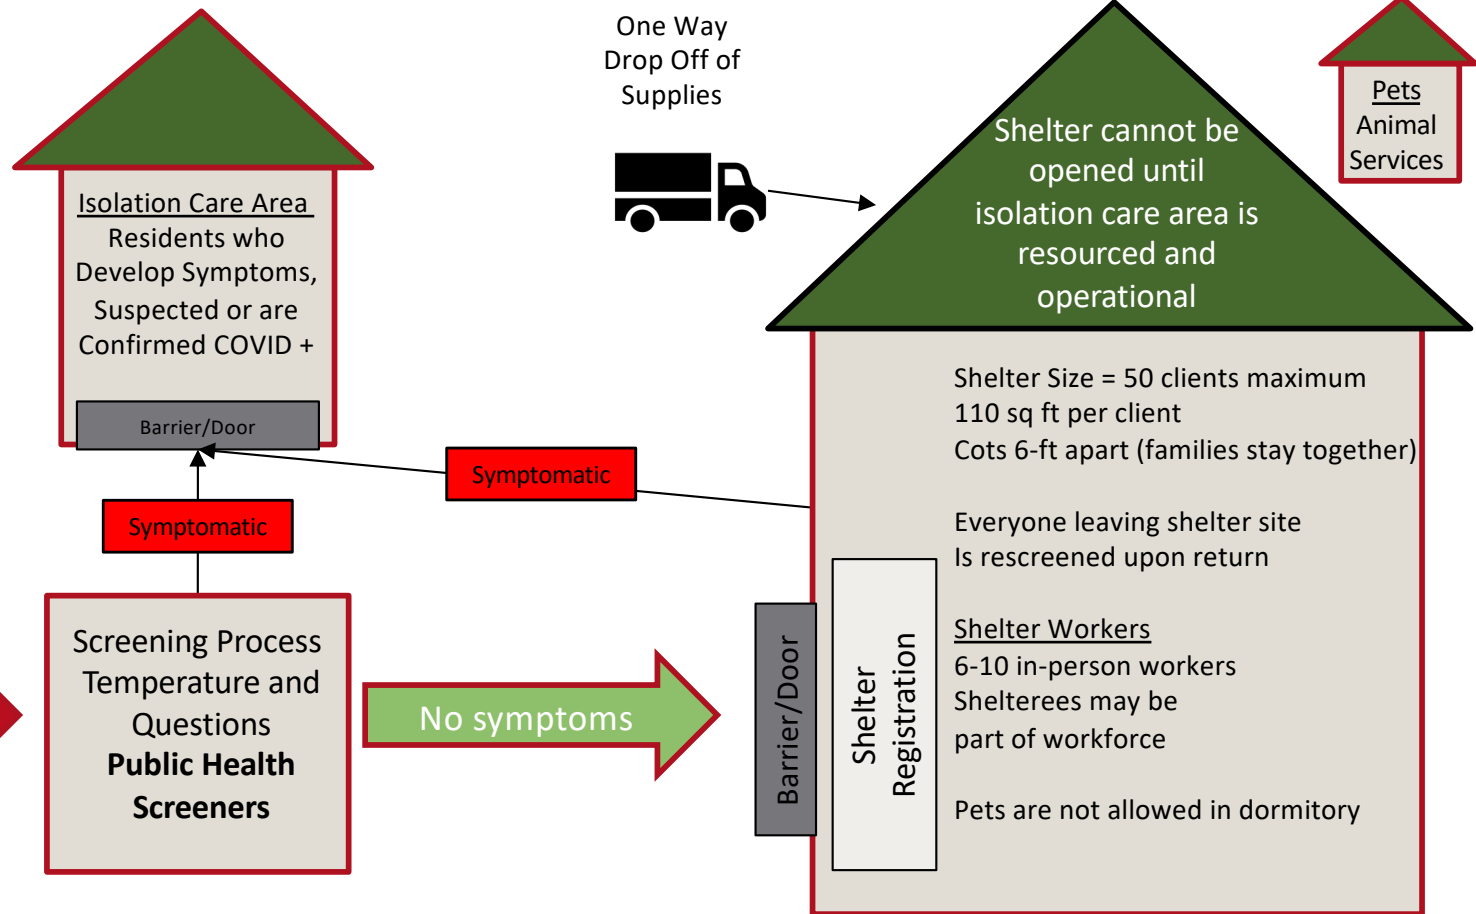 One Way
Drop Off of
Supplies
Pets
Animal
Services
Shelter cannot be
opened until
isolation care area is
resourced and
operational
Isolation Care Area
Residents who
Develop Symptoms,
Suspected or are
Confirmed COVID +
Barrier/Door
Symptomatic
Symptomatic
Screening Process
Temperature and
Questions
Public Health
Screeners
No symptoms
Barrier/Door
Shelter
Registration
Shelter Size = 50 clients maximum
110 sq ft per client
Cots 6-ft apart (families stay together)
Everyone leaving shelter site
Is rescreened upon return
Shelter Workers
6-10 in-person workers
Shelterees may be
part of workforce
Pets are not allowed in dormitory